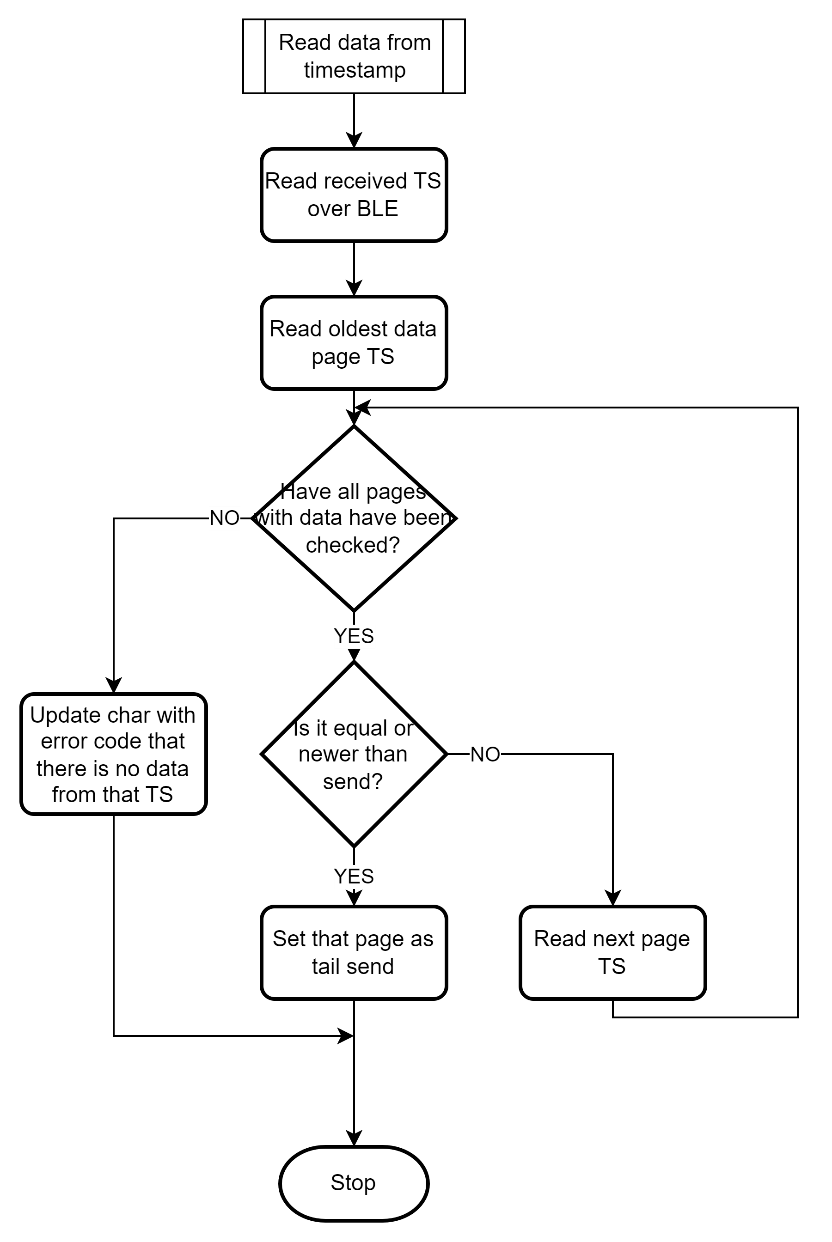 Read data from
timestamp
Read received TS
over BLE
Read oldest data
page TS
Have all pages
with data have been
checked?
NO
YES
Update char with
error code that
there is no data
from that TS
Is it equal or
newer than
send?
NO
YES
Set that page as
tail send
Read next page
TS
Stop